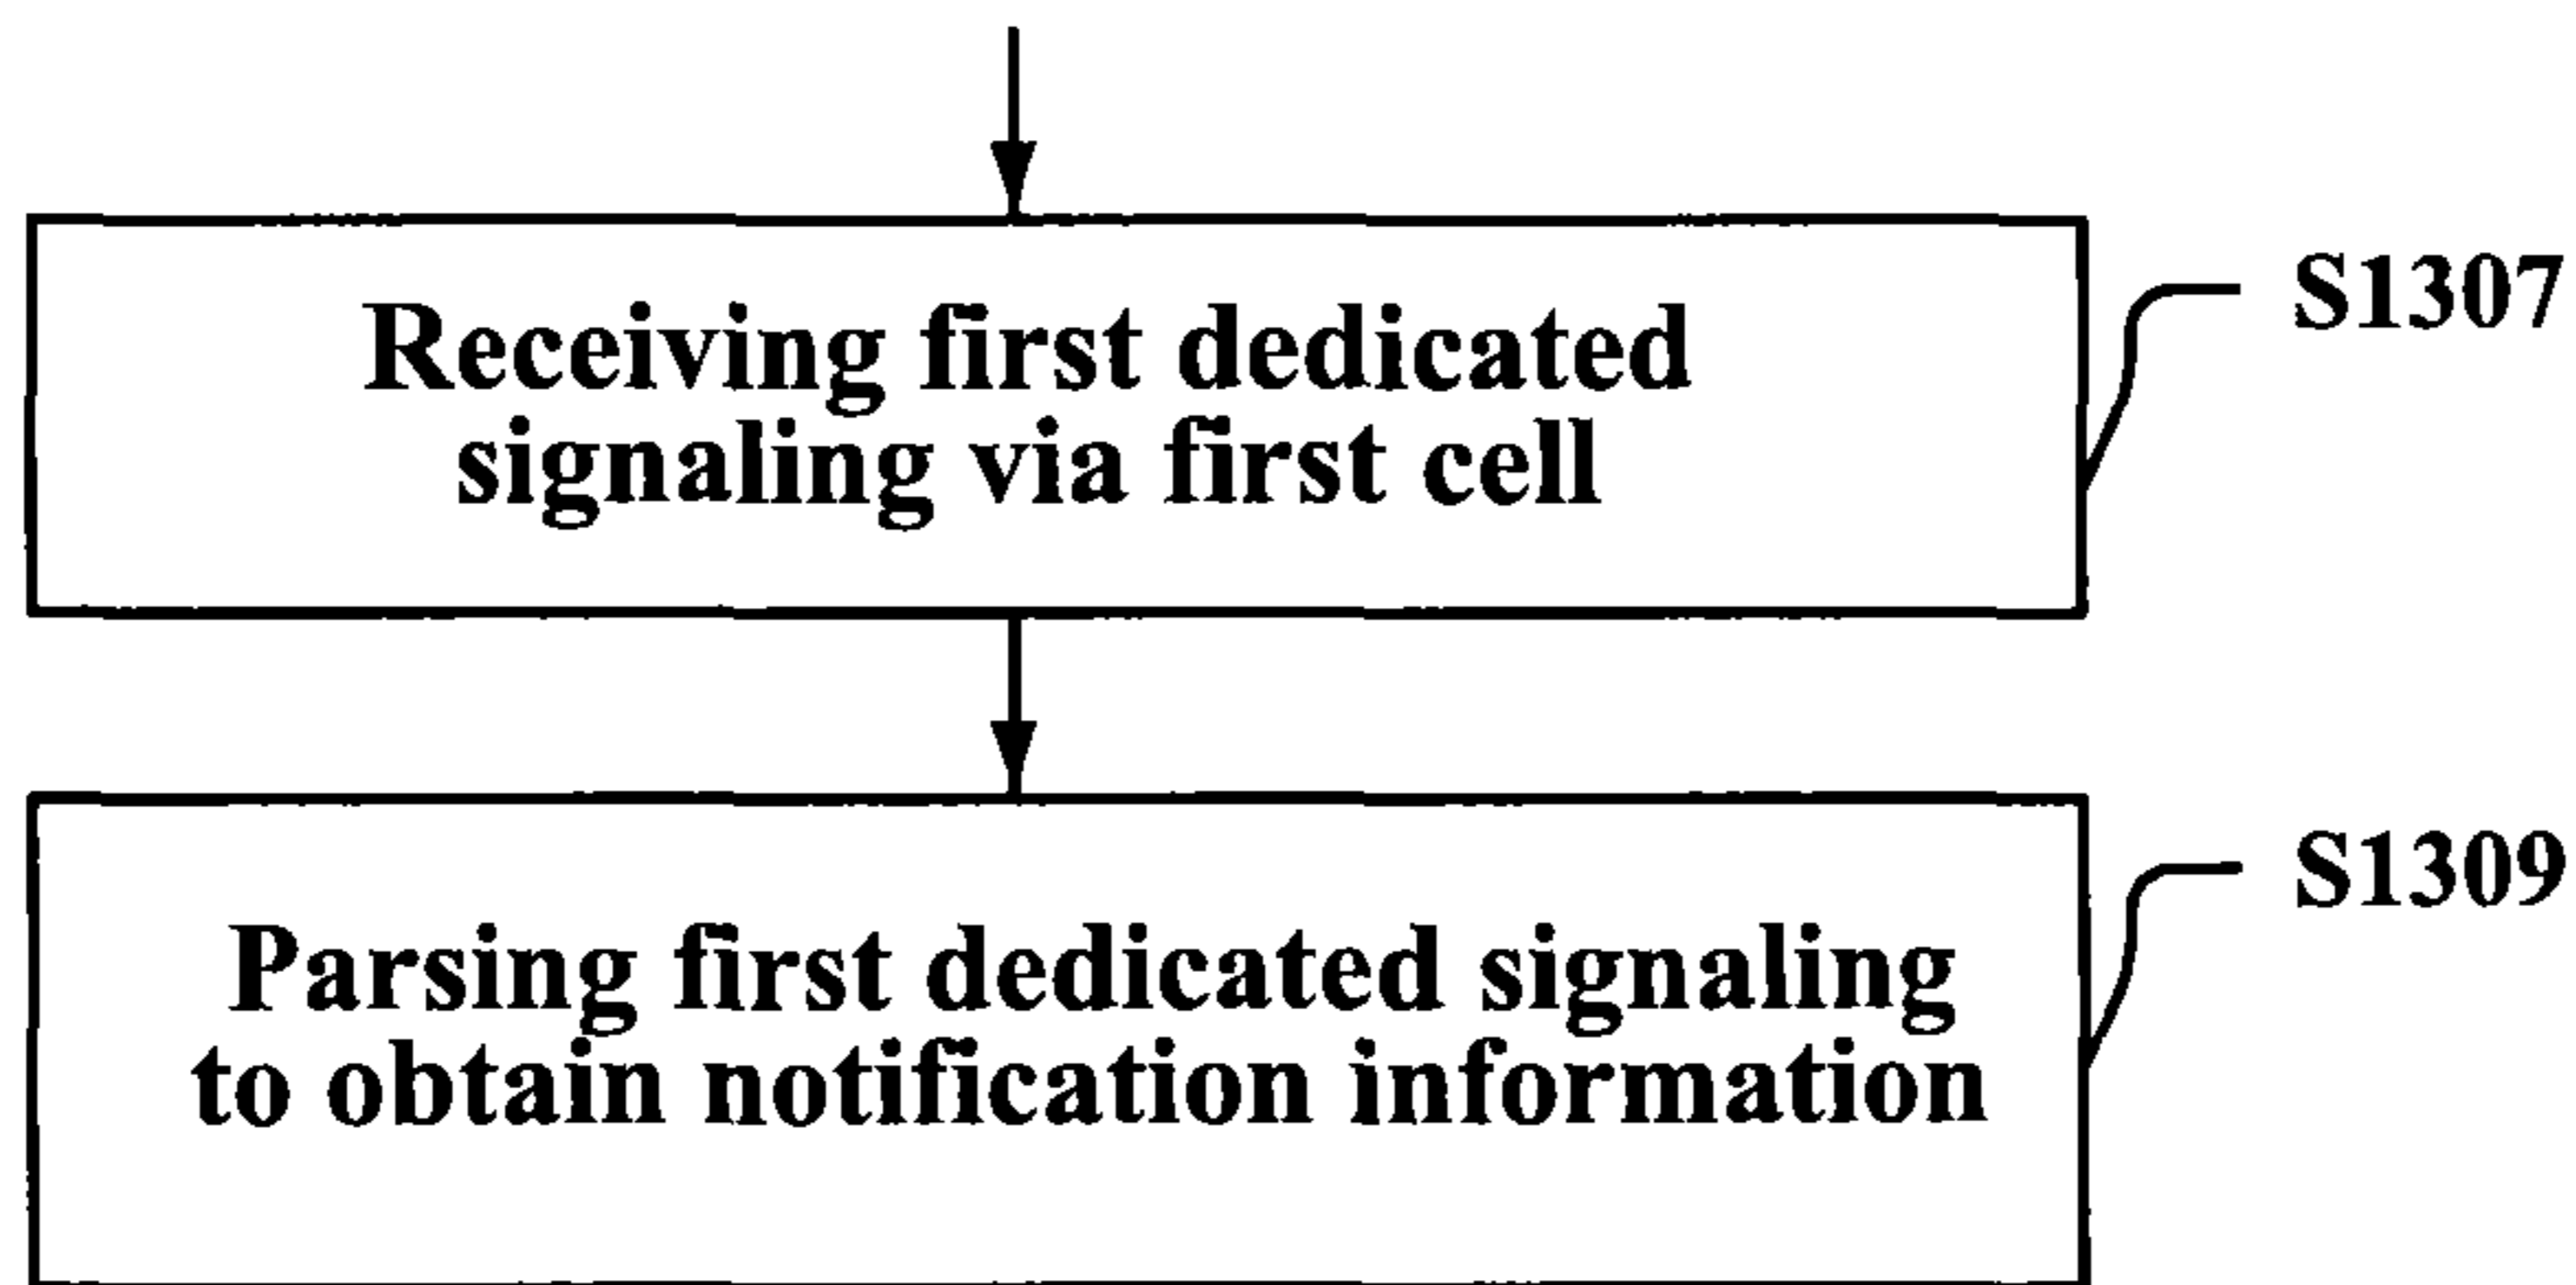 Receiving first dedicated
signaling via first cell
S1307
Parsing first dedicated signaling
to obtain notification information
S1309